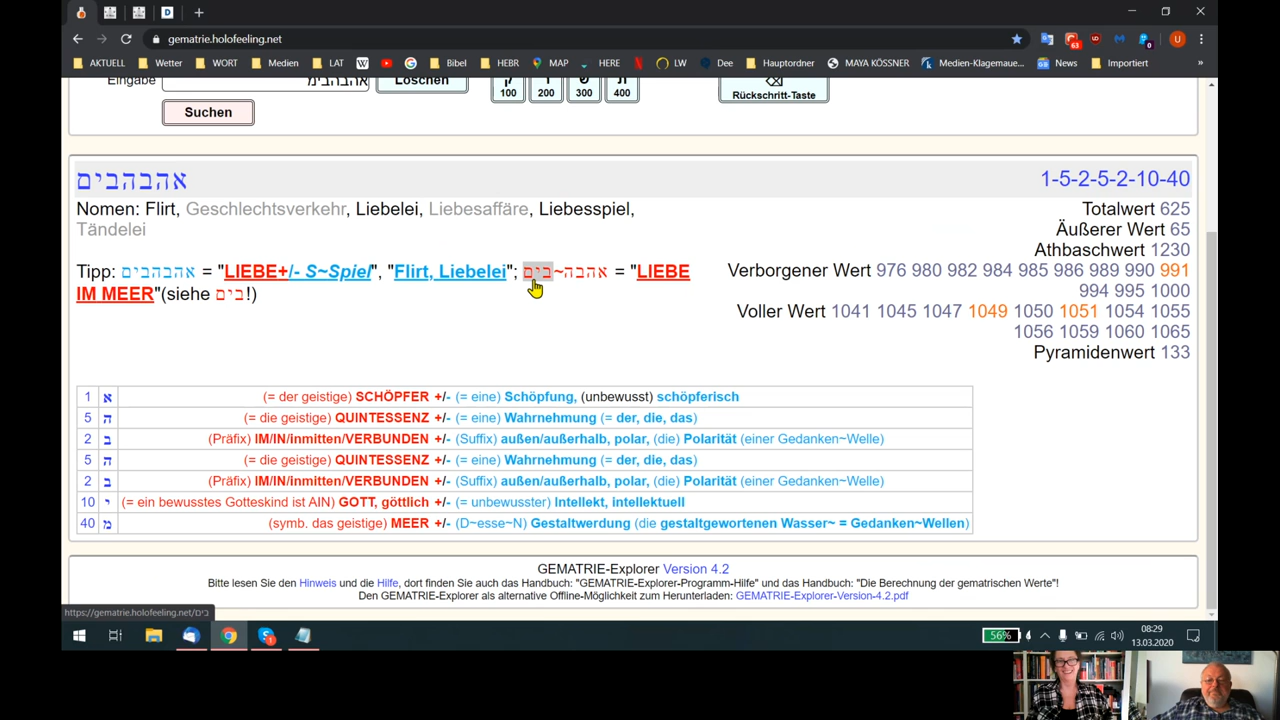 gematrie.holofeeling.net
63
0
U
AKTUELL Wetter WORT Medien LAT Bibel HEBR MAP HERE LW Dee Hauptordner MAYA KÖSSNER Medien-Klagemaue... News Importiert »
Eingabe אהבהבימ Löschen
100 200 300 400 Rückschritt-Taste
Suchen
אהבהבים 1-5-2-5-2-10-40
Nomen: Flirt, Geschlechtsverkehr, Liebelei, Liebesaffäre, Liebesspiel, Totalwert 625
Tändelei Äußerer Wert 65
Athbaschwert 1230
Tipp: אהבהבים = "LIEBE+/- S~Spiel", "Flirt, Liebelei"; אהבה~בים = "LIEBE Verborgener Wert 976 980 982 984 985 986 989 990 991
IM MEER"(siehe בים!) 994 995 1000
Voller Wert 1041 1045 1047 1049 1050 1051 1054 1055
1056 1059 1060 1065
Pyramidenwert 133
1 א (= der geistige) SCHÖPFER +/- (= eine) Schöpfung, (unbewusst) schöpferisch
5 ה (= die geistige) QUINTESSENZ +/- (= eine) Wahrnehmung (= der, die, das)
2 ב (Präfix) IM/IN/inmitten/VERBUNDEN +/- (Suffix) außen/außerhalb, polar, (die) Polarität (einer Gedanken~Welle)
5 ה (= die geistige) QUINTESSENZ +/- (= eine) Wahrnehmung (= der, die, das)
2 ב (Präfix) IM/IN/inmitten/VERBUNDEN +/- (Suffix) außen/außerhalb, polar, (die) Polarität (einer Gedanken~Welle)
10 י (= ein bewusstes Gotteskind ist AIN) GOTT, göttlich +/- (= unbewusster) Intellekt, intellektuell
40 מ (symb. das geistige) MEER +/- (D~esse~N) Gestaltwerdung (die gestaltgewortenen Wasser~ = Gedanken~Wellen)
GEMATRIE-Explorer Version 4.2
Bitte lesen Sie den Hinweis und die Hilfe, dort finden Sie auch das Handbuch: "GEMATRIE-Explorer-Programm-Hilfe" und das Handbuch: "Die Berechnung der gematrischen Werte"!
Den GEMATRIE-Explorer als alternative Offline-Möglichkeit zum Herunterladen: GEMATRIE-Explorer-Version-4.2.pdf
https://gematrie.holofeeling.net/בים
56% 08:29
13.03.2020